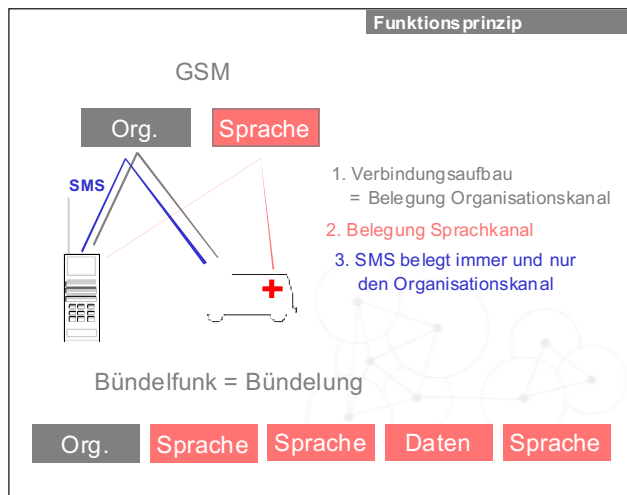 Funktionsprinzip
GSM
Org.
Sprache
SMS
1. Verbindungsaufbau
= Belegung Organisationskanal
2. Belegung Sprachkanal
3. SMS belegt immer und nur
den Organisationskanal
Bündelfunk = Bündelung
Org.
Sprache
Sprache
Daten
Sprache